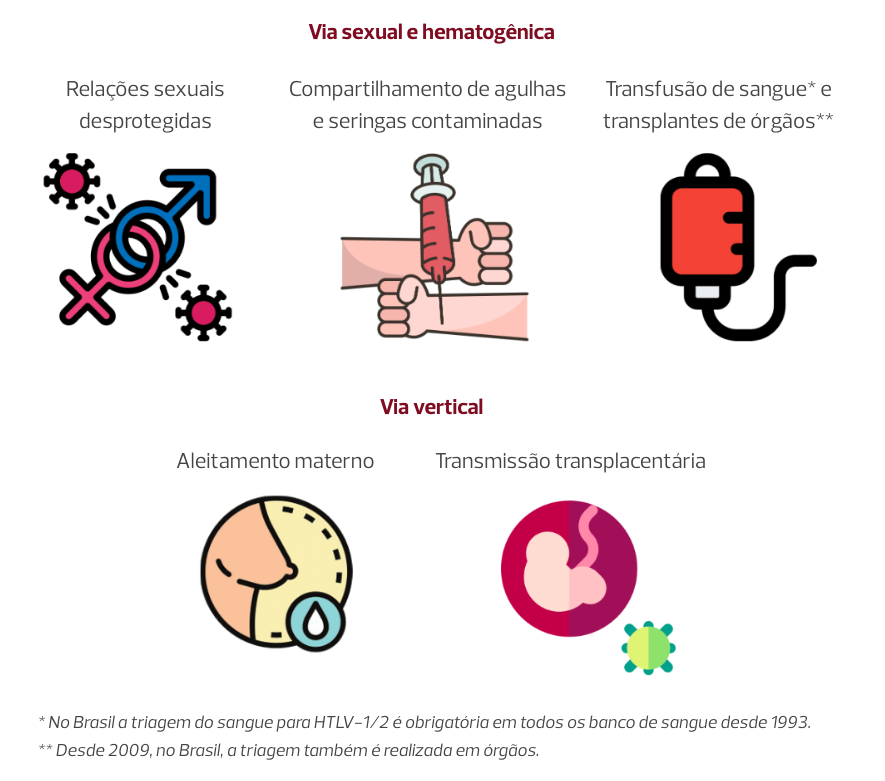 Via sexual e hematogênica
Relações sexuais
desprotegidas
Compartilhamento de agulhas
e seringas contaminadas
Transfusão de sangue* e
transplantes de órgãos**
Via vertical
Aleitamento materno
Transmissão transplacentária
* No Brasil a triagem do sangue para HTLV-1/2 é obrigatória em todos os banco de sangue desde 1993.
** Desde 2009, no Brasil, a triagem também é realizada em órgãos.